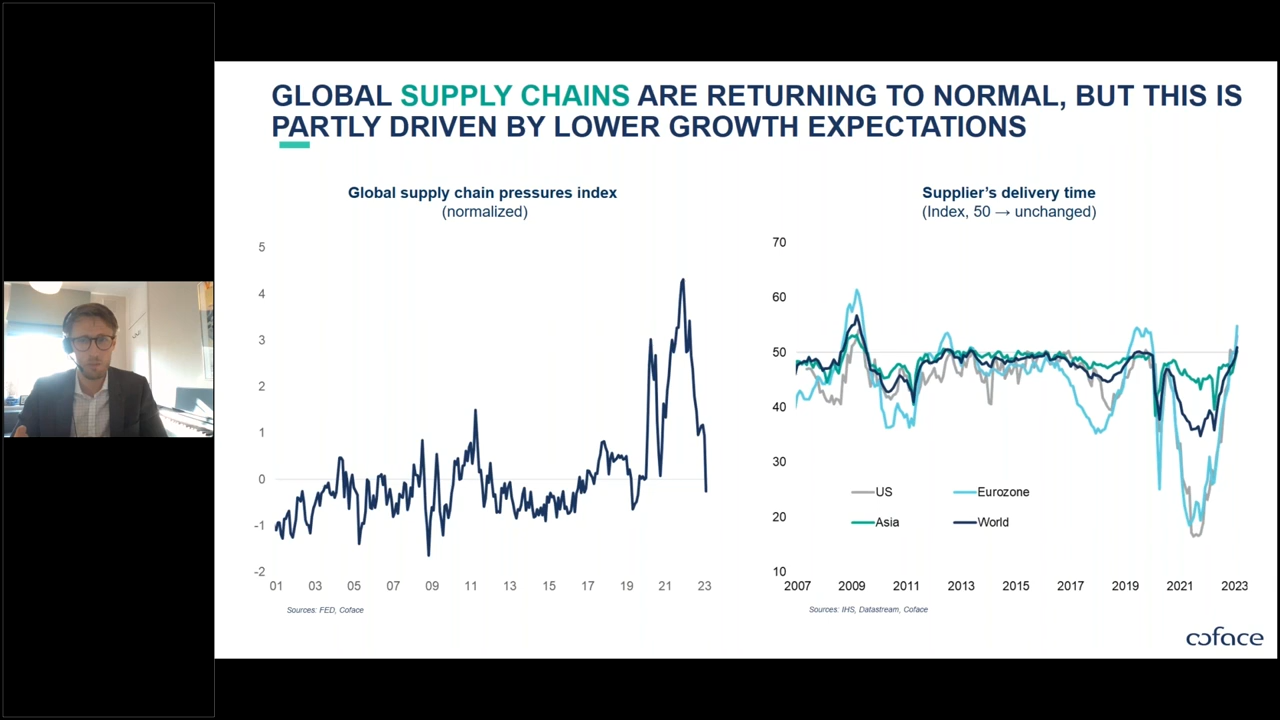 GLOBAL SUPPLY CHAINS ARE RETURNING TO NORMAL, BUT THIS IS
PARTLY DRIVEN BY LOWER GROWTH EXPECTATIONS
Global supply chain pressures index
(normalized)
5
4
3
2
1
0
-1
-2
01 03 05 07 09 11 13 15 17 19 21 23
Sources: FED, Coface
Supplier's delivery time
(Index, 50 → unchanged)
70
60
50
40
30
20
10
US Eurozone
Asia World
2007 2009 2011 2013 2015 2017 2019 2021 2023
Sources: IHS, Datastream, Coface
coface